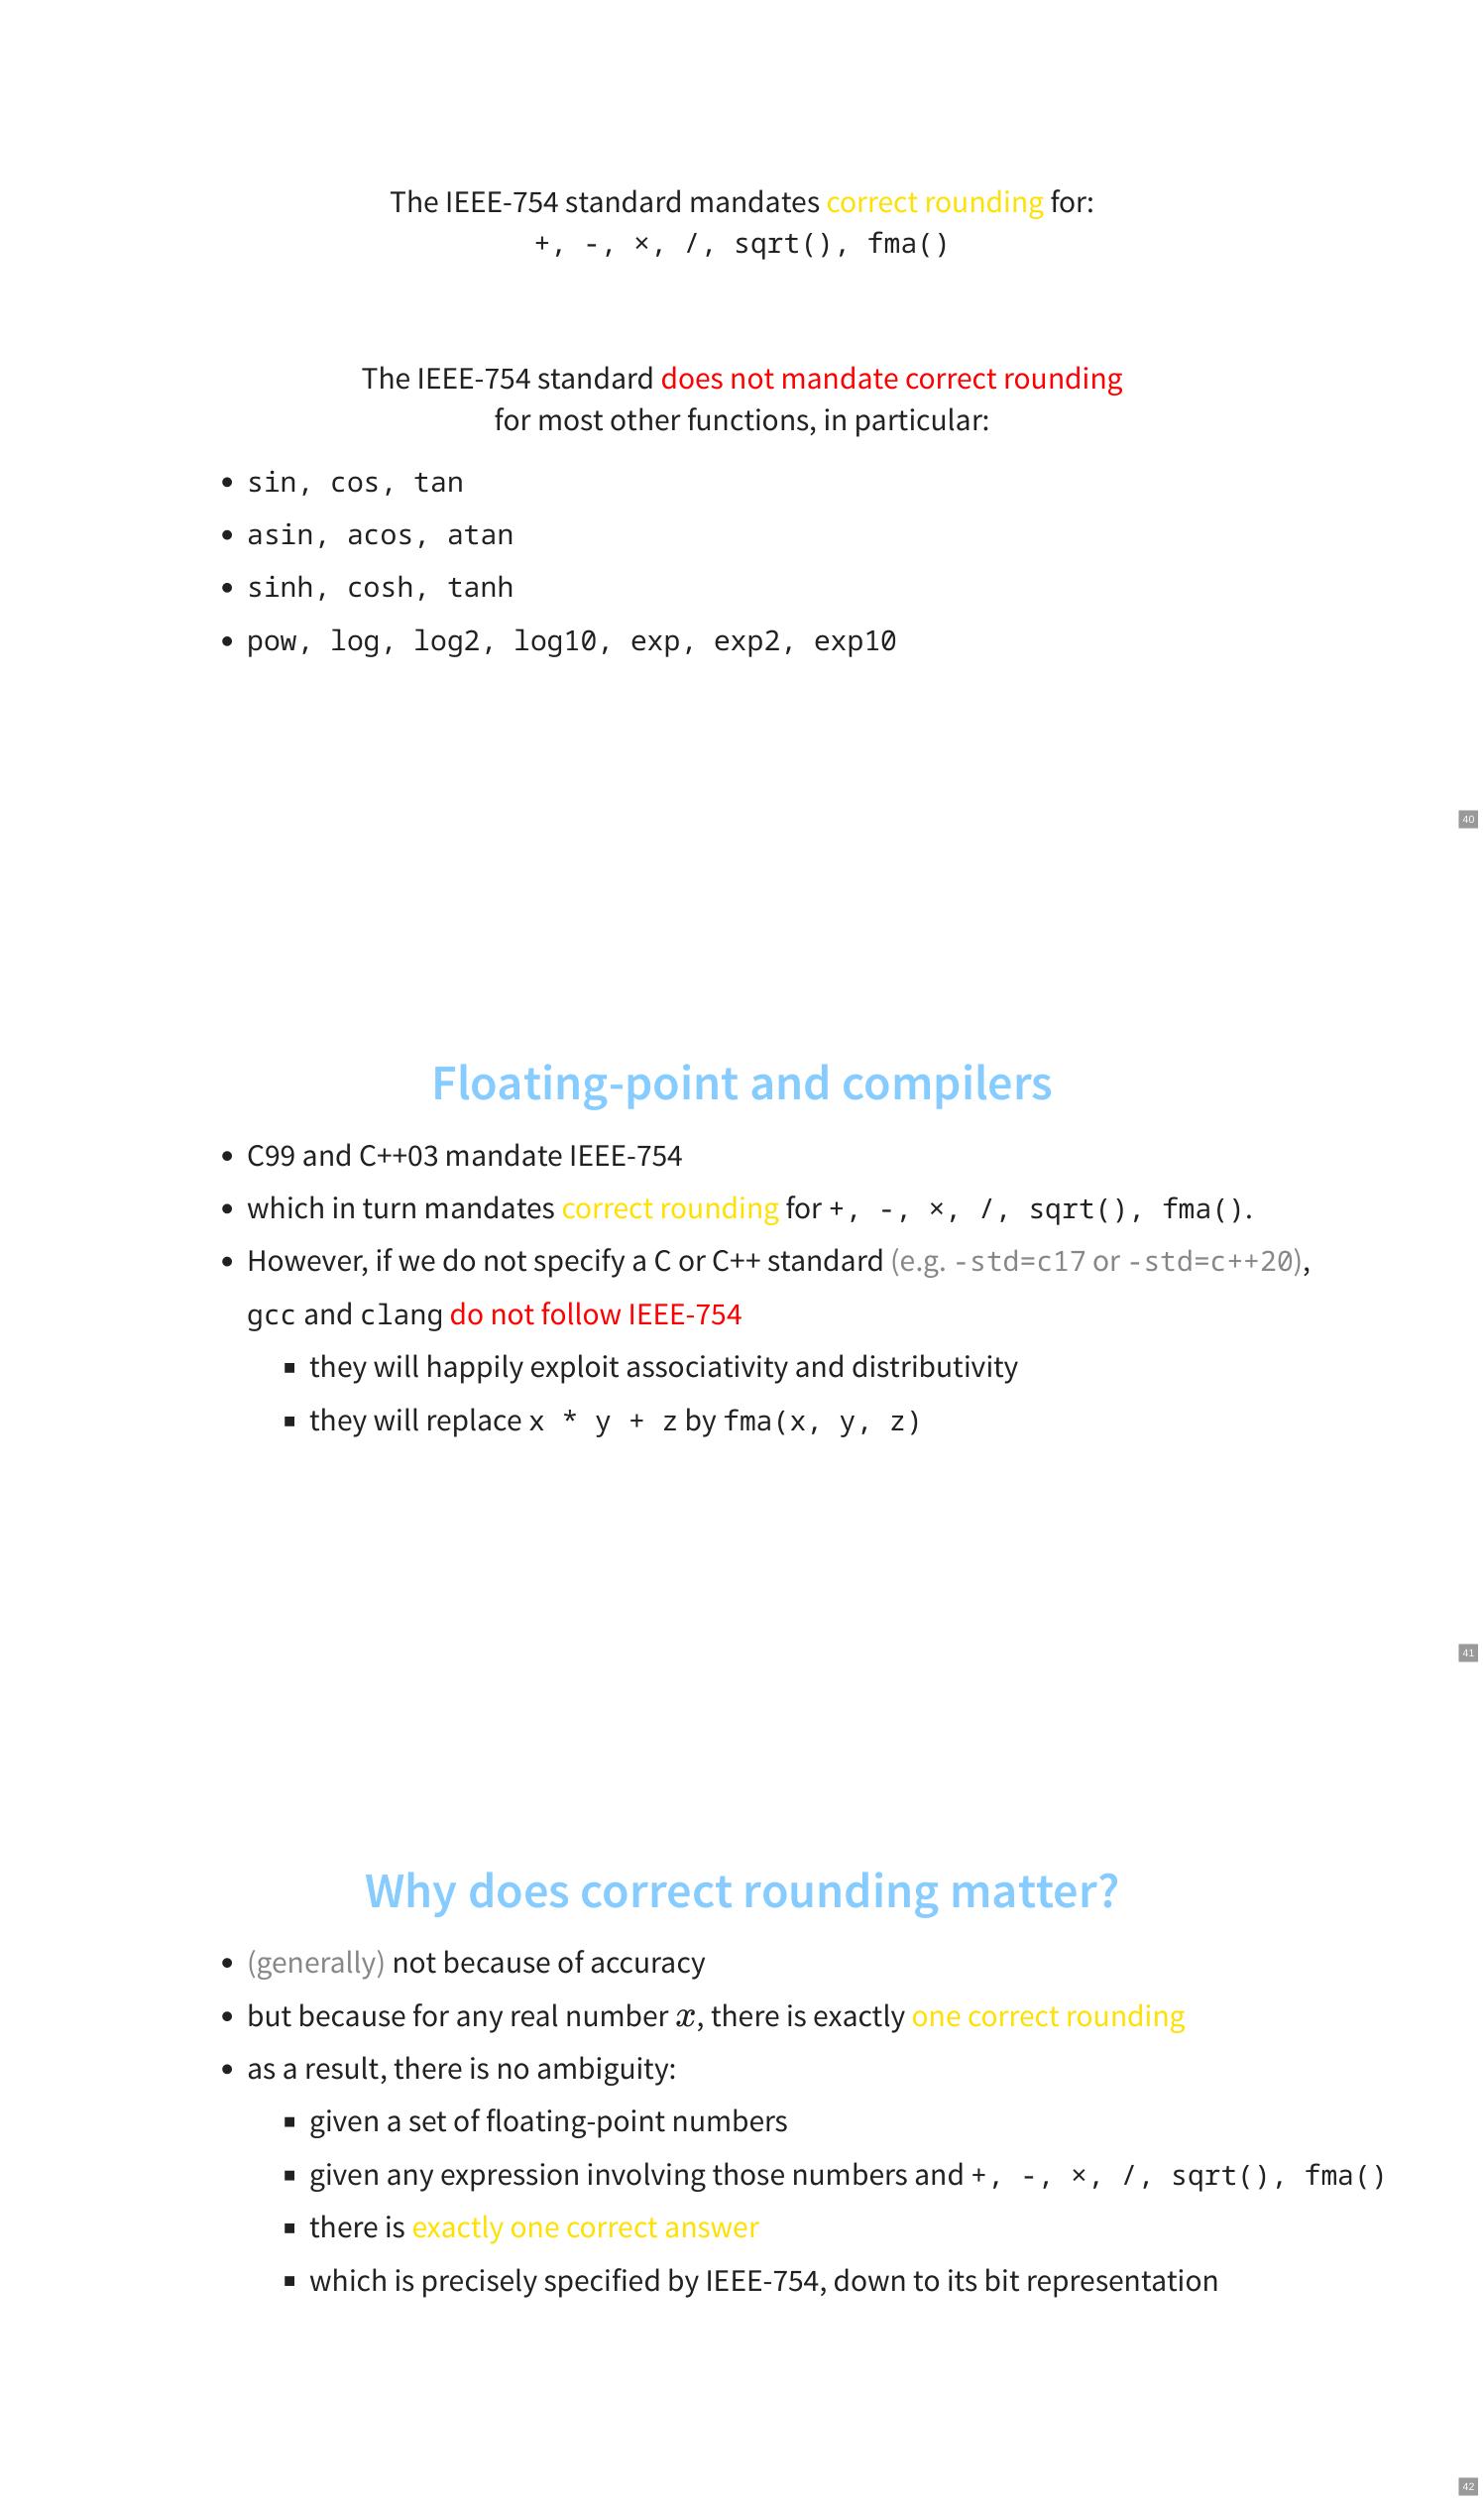 The IEEE-754 standard mandates correct rounding for:
+, -, ×, /, sqrt(), fma()
The IEEE-754 standard does not mandate correct rounding
for most other functions, in particular:
• sin, cos, tan
• asin, acos, atan
• sinh, cosh, tanh
• pow, log, log2, log10, exp, exp2, exp10
40
Floating-point and compilers
• C99 and C++03 mandate IEEE-754
• which in turn mandates correct rounding for +, -, ×, /, sqrt(), fma().
• However, if we do not specify a C or C++ standard (e.g. -std=c17 or -std=c++20),
gcc and clang do not follow IEEE-754
▪ they will happily exploit associativity and distributivity
▪ they will replace x * y + z by fma(x, y, z)
41
Why does correct rounding matter?
• (generally) not because of accuracy
• but because for any real number x, there is exactly one correct rounding
• as a result, there is no ambiguity:
▪ given a set of floating-point numbers
▪ given any expression involving those numbers and +, -, ×, /, sqrt(), fma()
▪ there is exactly one correct answer
▪ which is precisely specified by IEEE-754, down to its bit representation
42